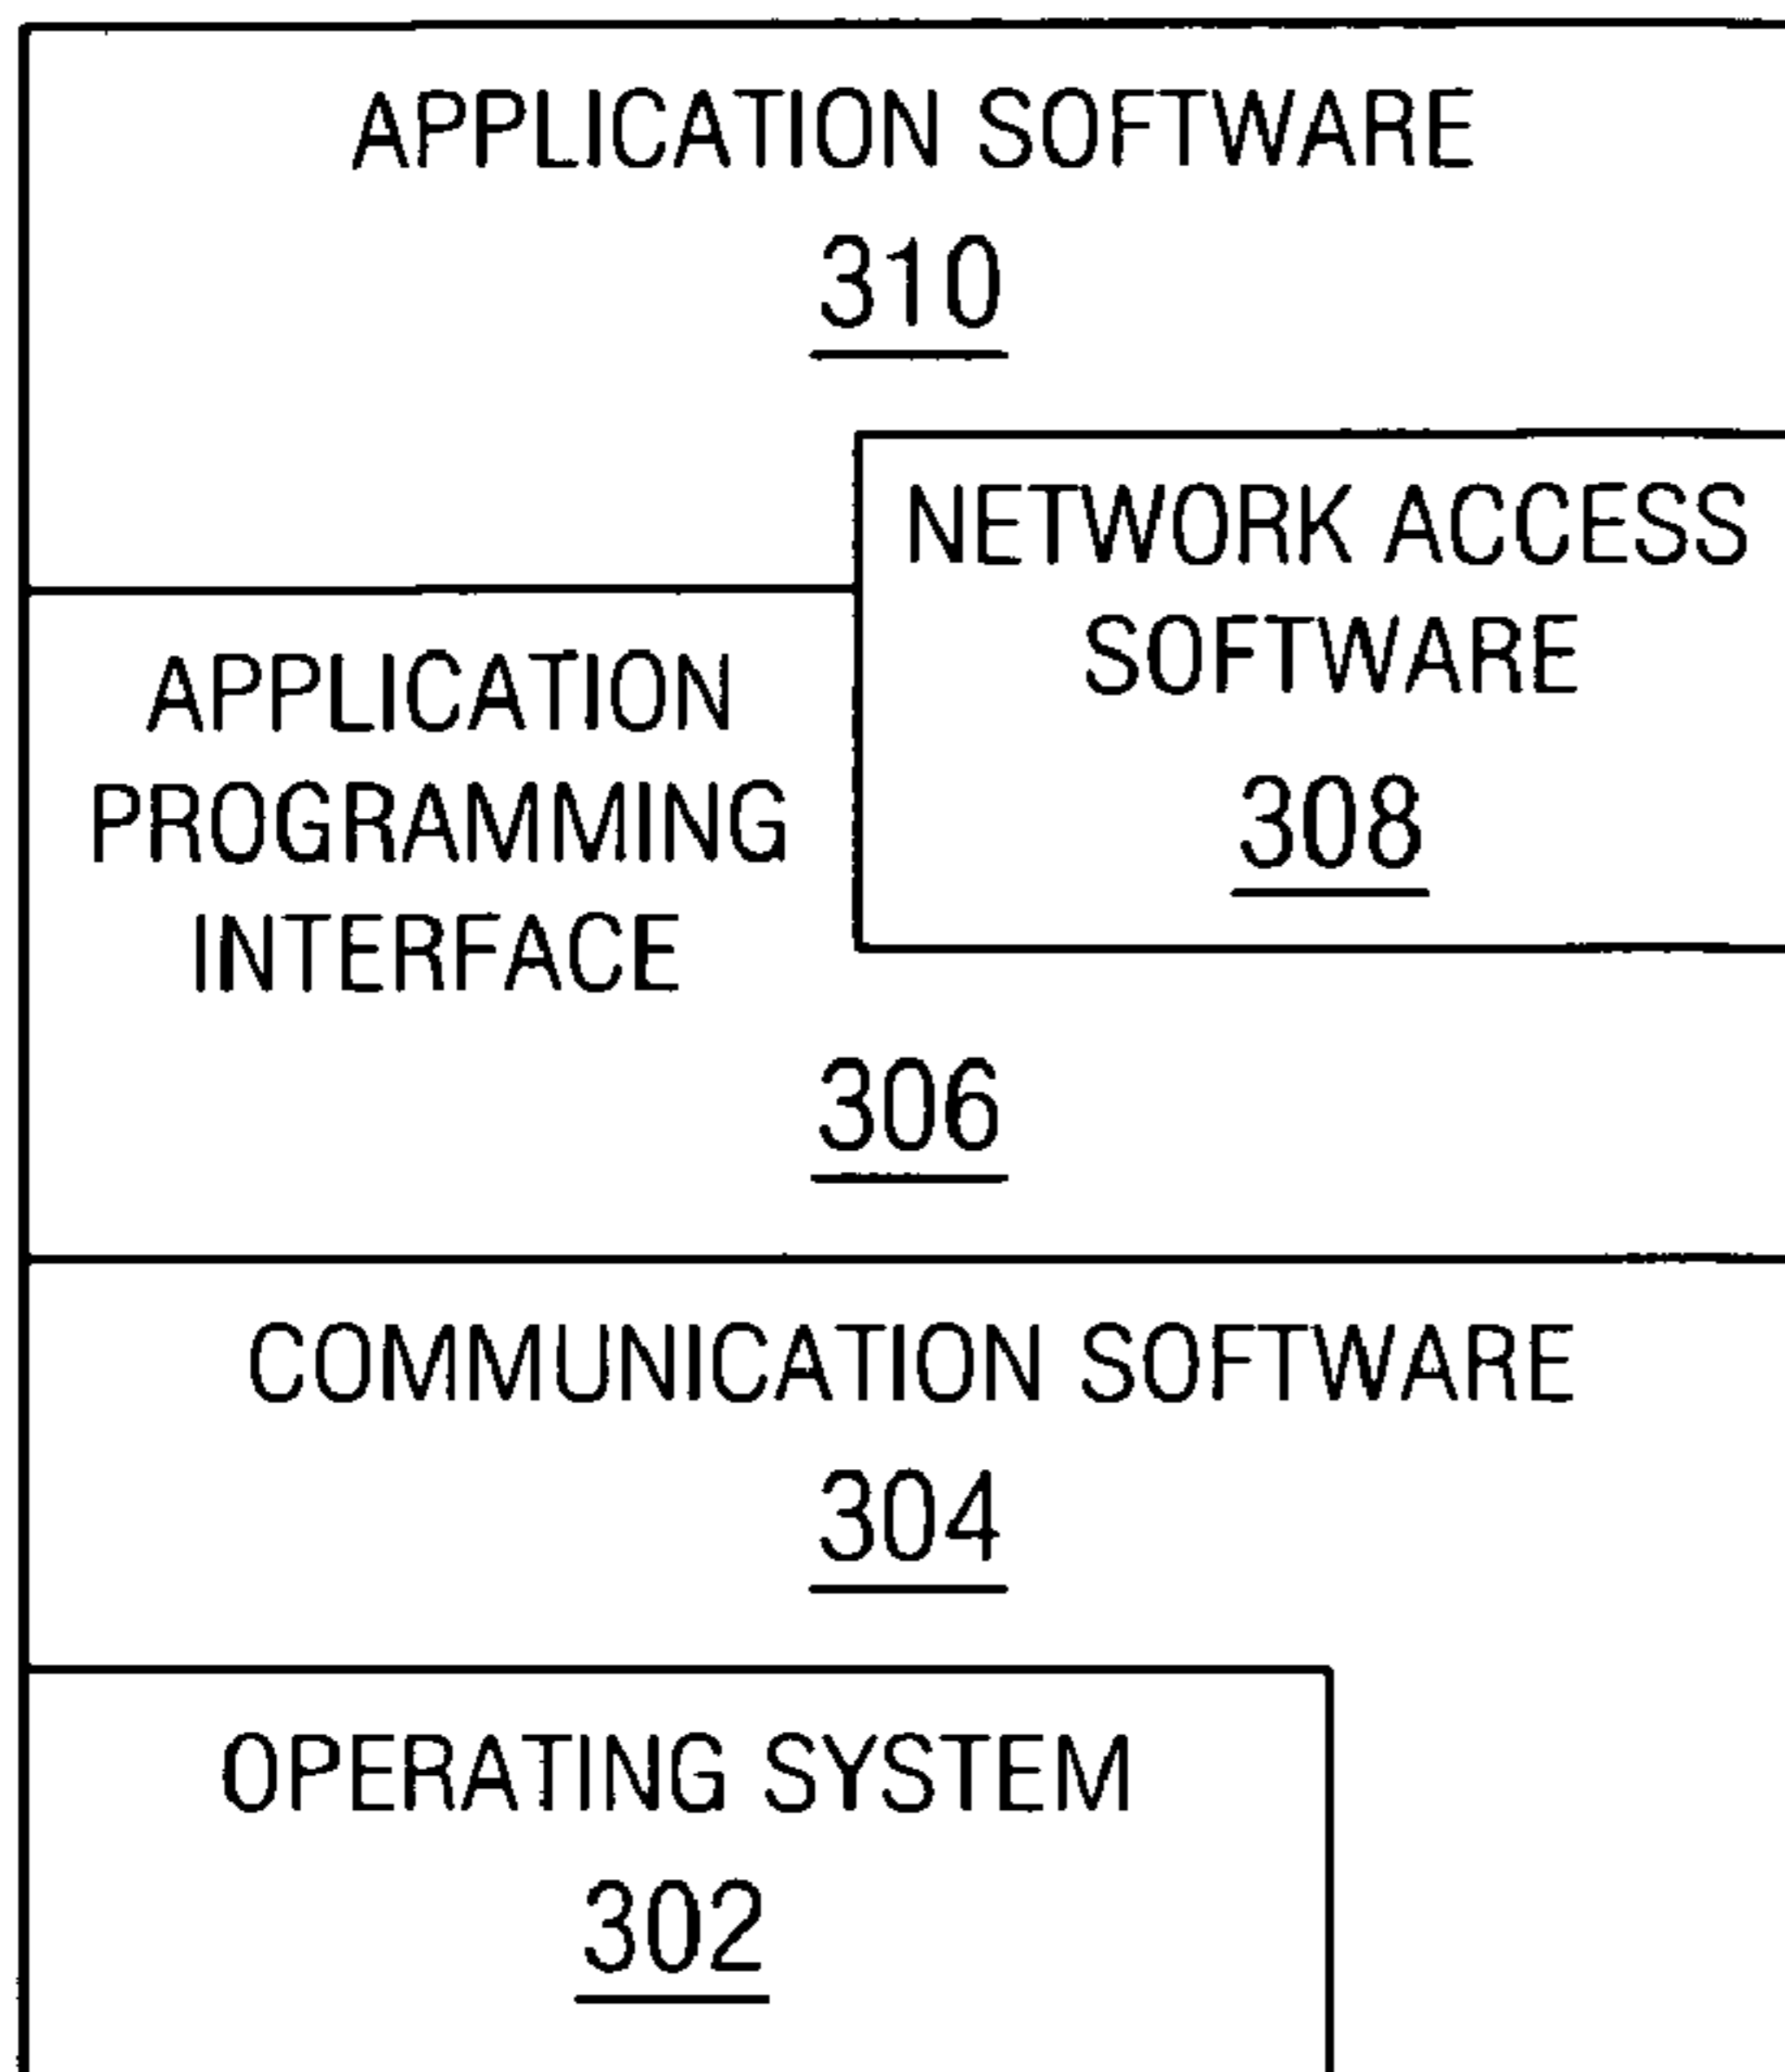 APPLICATION SOFTWARE
310
NETWORK ACCESS
SOFTWARE
308
APPLICATION
PROGRAMMING
INTERFACE
306
COMMUNICATION SOFTWARE
304
OPERATING SYSTEM
302